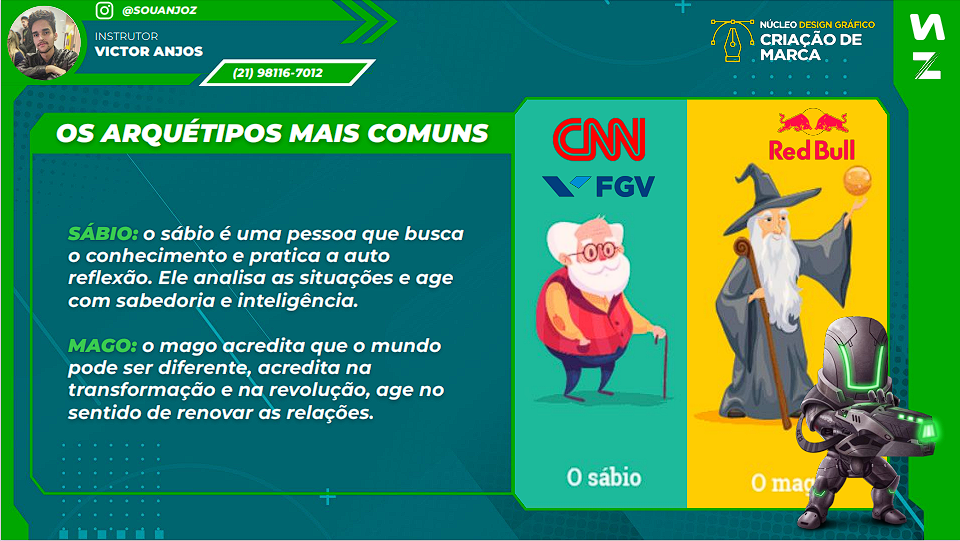 @SOUANJOZ
INSTRUTOR
VICTOR ANJOS
(21) 98116-7012
NÚCLEO DESIGN GRÁFICO
CRIAÇÃO DE
MARCA
NZ
OS ARQUÉTIPOS MAIS COMUNS
SÁBIO: o sábio é uma pessoa que busca
o conhecimento e pratica a auto
reflexão. Ele analisa as situações e age
com sabedoria e inteligência.
MAGO: o mago acredita que o mundo
pode ser diferente, acredita na
transformação e na revolução, age no
sentido de renovar as relações.
CNN
FGV
Red Bull
O sábio
O mag